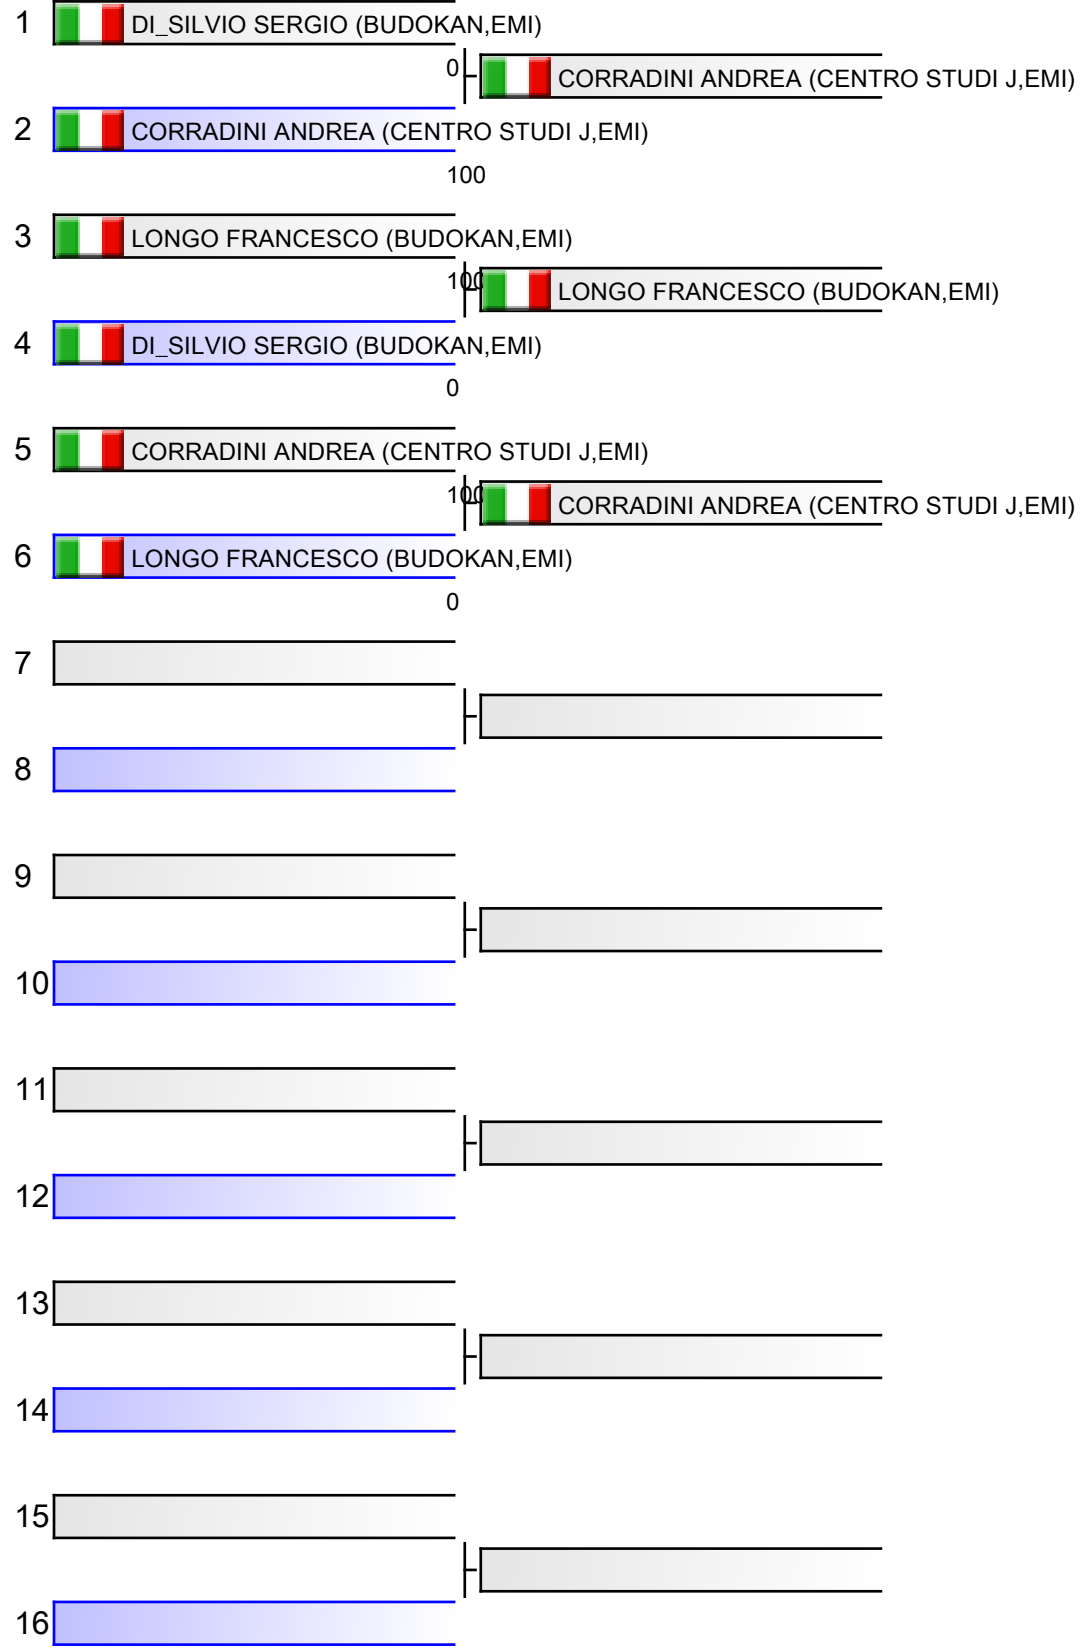 1 DI_SILVIO SERGIO (BUDOKAN,EMI)
0
CORRADINI ANDREA (CENTRO STUDI J,EMI)
2 CORRADINI ANDREA (CENTRO STUDI J,EMI)
100
3 LONGO FRANCESCO (BUDOKAN,EMI)
100
LONGO FRANCESCO (BUDOKAN,EMI)
4 DI_SILVIO SERGIO (BUDOKAN,EMI)
0
5 CORRADINI ANDREA (CENTRO STUDI J,EMI)
100
CORRADINI ANDREA (CENTRO STUDI J,EMI)
6 LONGO FRANCESCO (BUDOKAN,EMI)
0
7
8
9
10
11
12
13
14
15
16